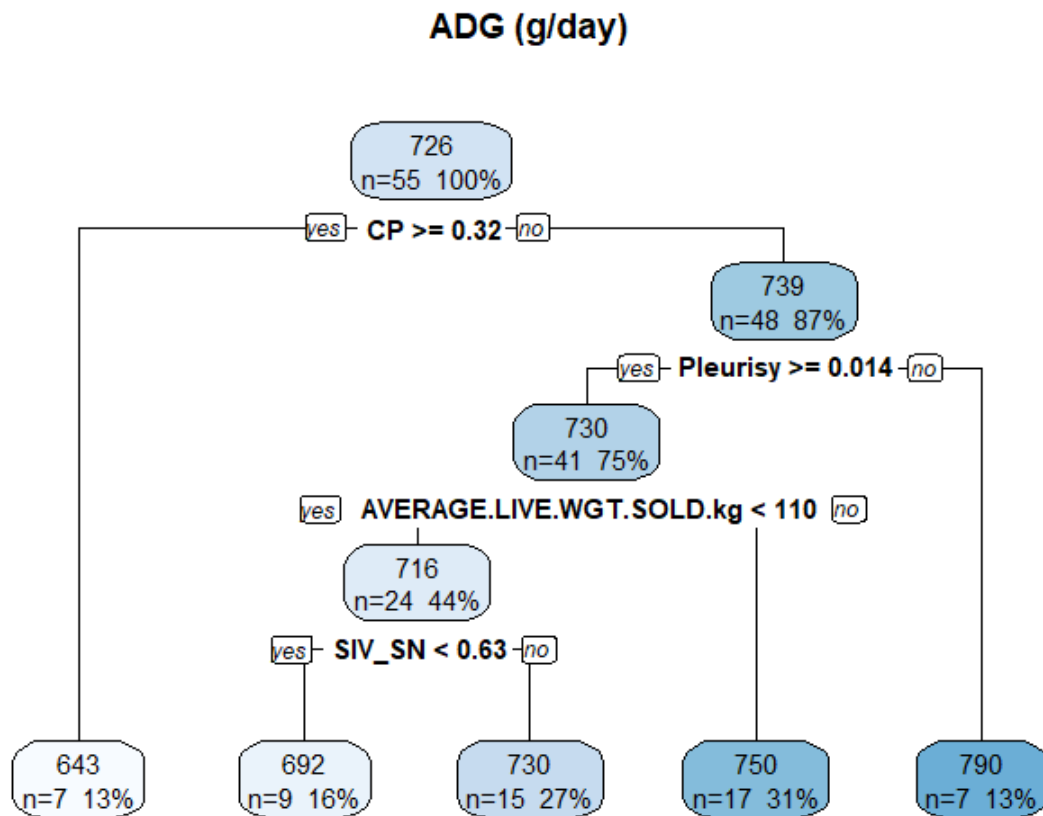 ADG (g/day)
726
n=55 100%
yes CP >= 0.32 no
739
n=48 87%
yes Pleurisy >= 0.014 no
730
n=41 75%
yes AVERAGE.LIVE.WGT.SOLD.kg < 110 no
716
n=24 44%
yes SIV_SN < 0.63 no
643 692 730 750 790
n=7 13% n=9 16% n=15 27% n=17 31% n=7 13%